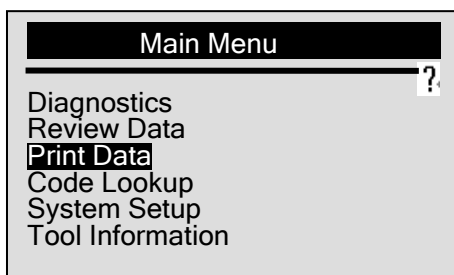 Main Menu
?
Diagnostics
Review Data
Print Data
Code Lookup
System Setup
Tool Information